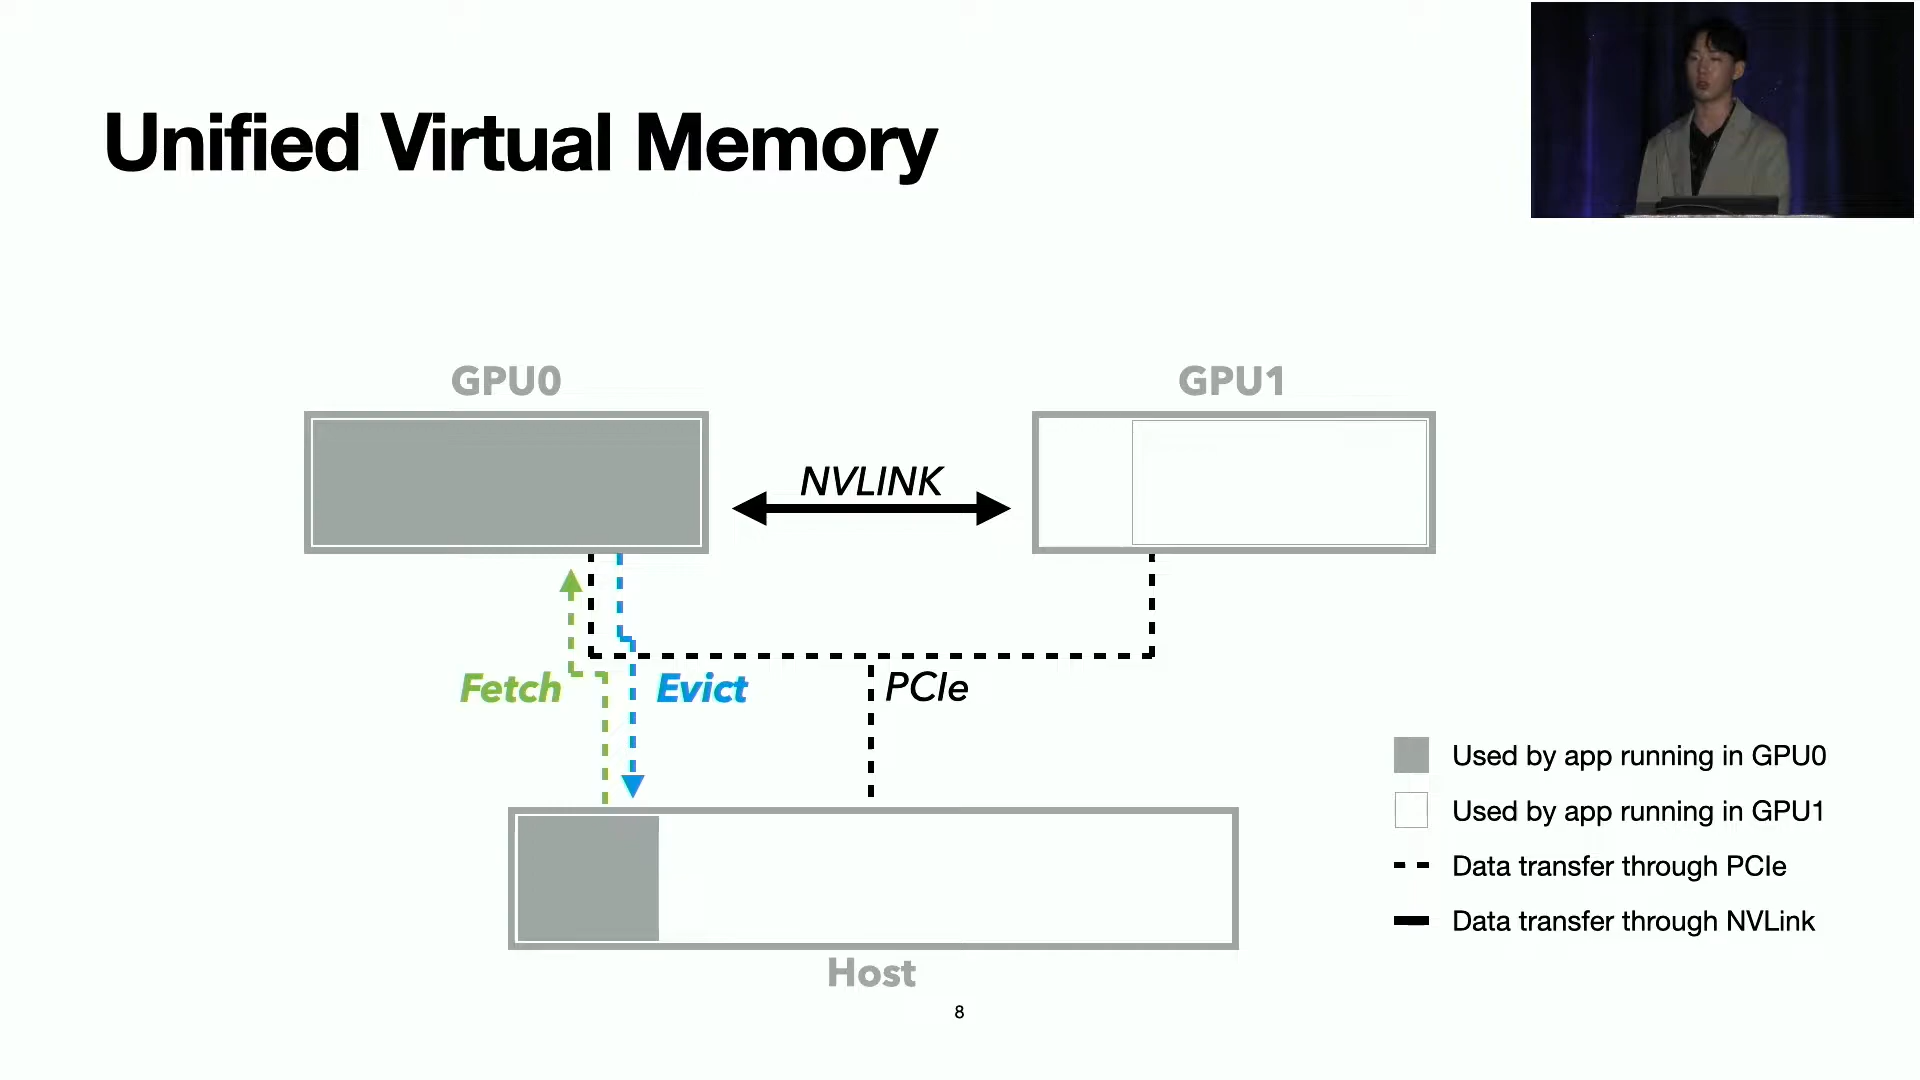 Unified Virtual Memory
GPU0
GPU1
NVLINK
Fetch
Evict
PCIe
Used by app running in GPU0
Used by app running in GPU1
Data transfer through PCIe
Data transfer through NVLink
Host
8